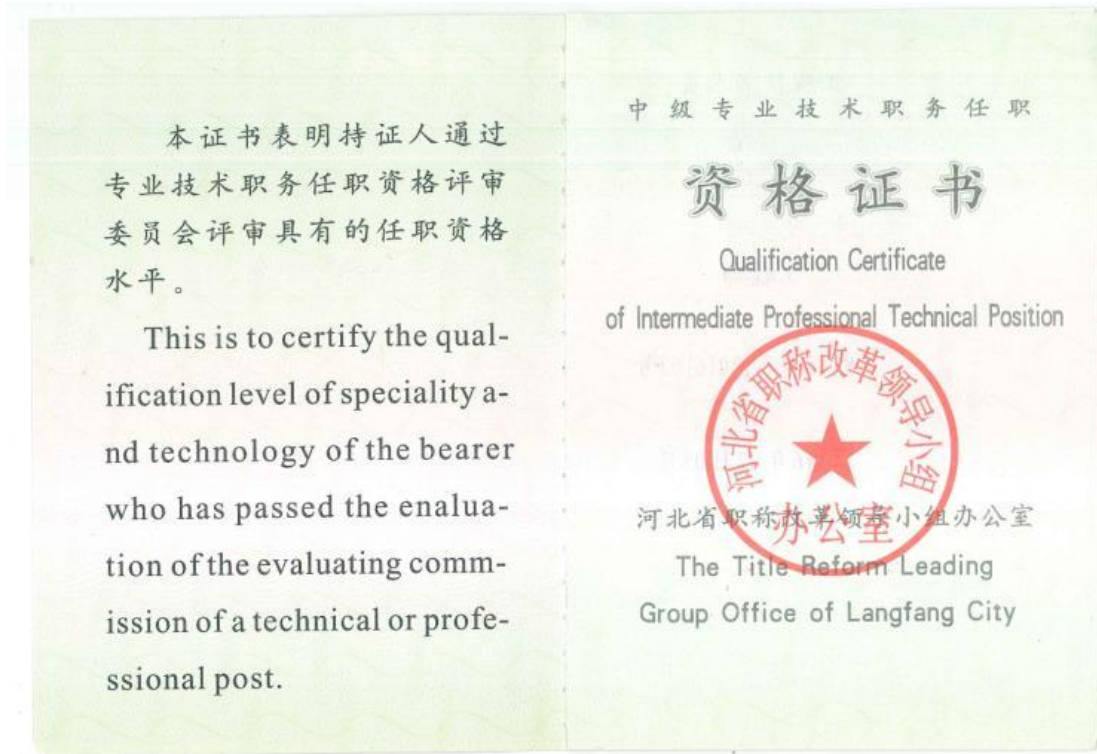 本证书表明持证人通过
专业技术职务任职资格评审
委员会评审具有的任职资格
水平。
This is to certify the qual-
ification level of speciality a-
nd technology of the bearer
who has passed the enalua-
tion of the evaluating comm-
ission of a technical or profe-
ssional post.
中级专业技术职务任职
资格证书
Qualification Certificate
of Intermediate Professional Technical Position
河北省职称改革领导小组
办公室
河北省职称改革领导小组办公室
The Title Reform Leading
Group Office of Langfang City